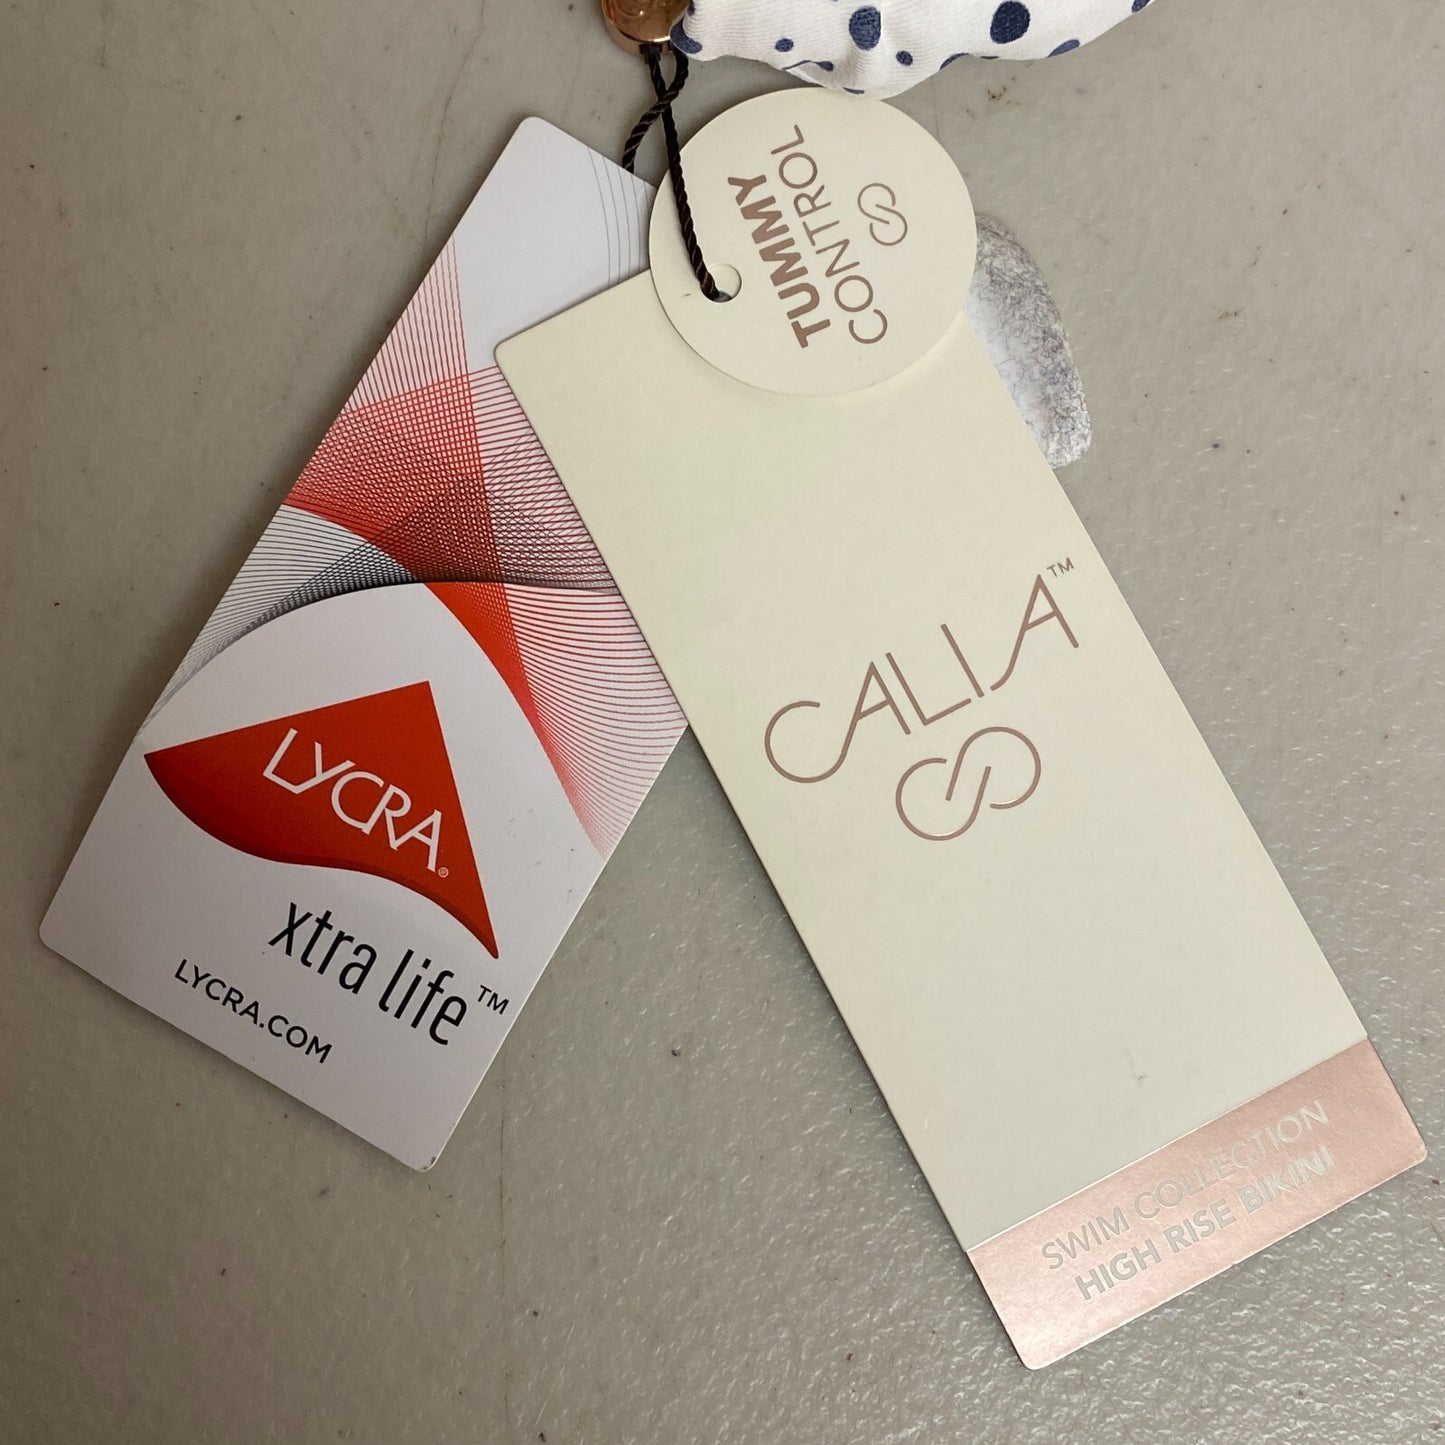 TUMMY
CONTROL
CALIA™
SWIM COLLECTION
HIGH RISE BIKINI
LYCRA®
xtra life™
LYCRA.COM